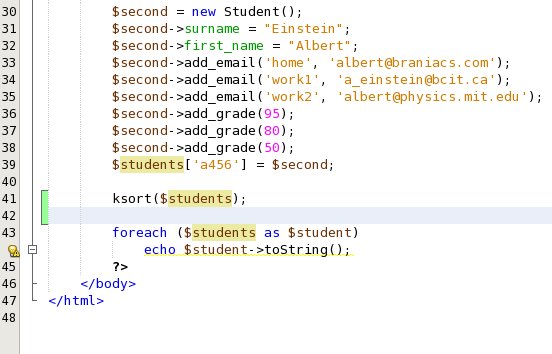 30 $second = new Student();
31 $second->surname = "Einstein";
32 $second->first_name = "Albert";
33 $second->add_email('home', 'albert@braniacs.com');
34 $second->add_email('work1', 'a_einstein@bcit.ca');
35 $second->add_email('work2', 'albert@physics.mit.edu');
36 $second->add_grade(95);
37 $second->add_grade(80);
38 $second->add_grade(50);
39 $students['a456'] = $second;
40
41 ksort($students);
42
43 foreach ($students as $student)
echo $student->toString();
45 ?>
46 </body>
47 </html>
48